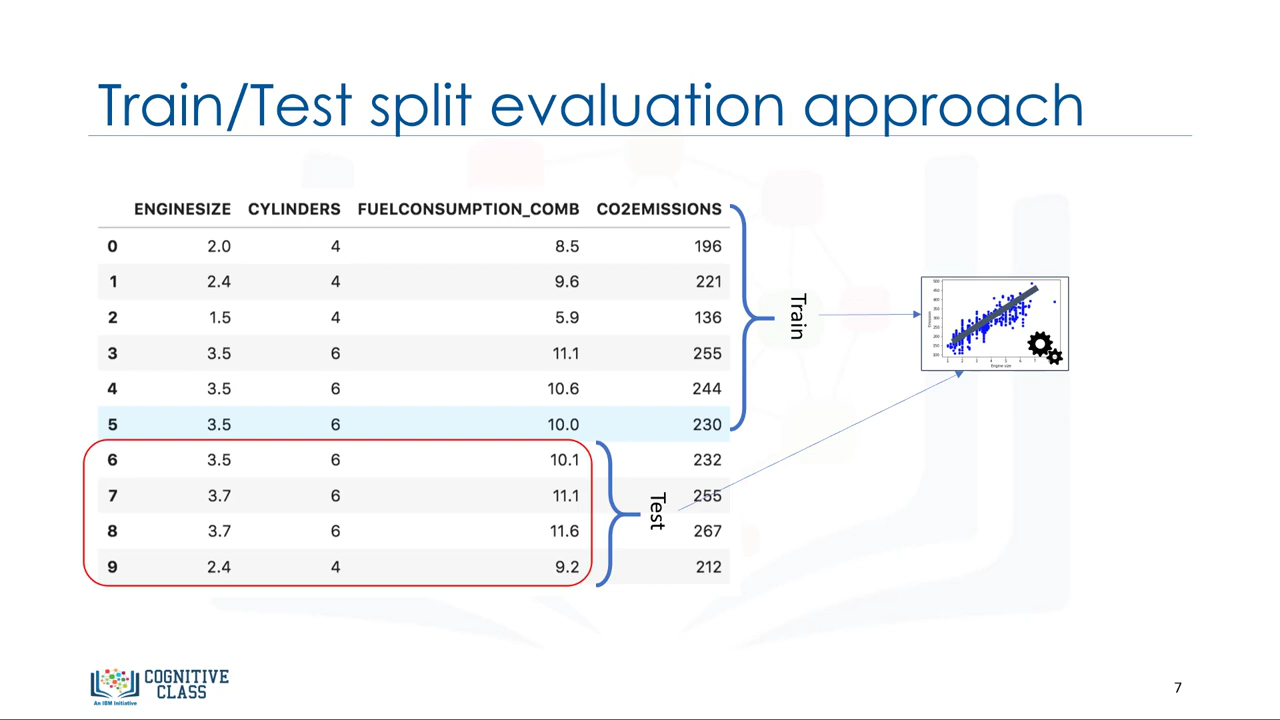 Train/Test split evaluation approach
ENGINESIZE CYLINDERS FUELCONSUMPTION_COMB CO2EMISSIONS
0 2.0 4 8.5 196
1 2.4 4 9.6 221
2 1.5 4 5.9 136
3 3.5 6 11.1 255
4 3.5 6 10.6 244
5 3.5 6 10.0 230
6 3.5 6 10.1 232
7 3.7 6 11.1 255
8 3.7 6 11.6 267
9 2.4 4 9.2 212
Train
Test
Emission
Engine size
COGNITIVE
CLASS
An IBM Initiative
7